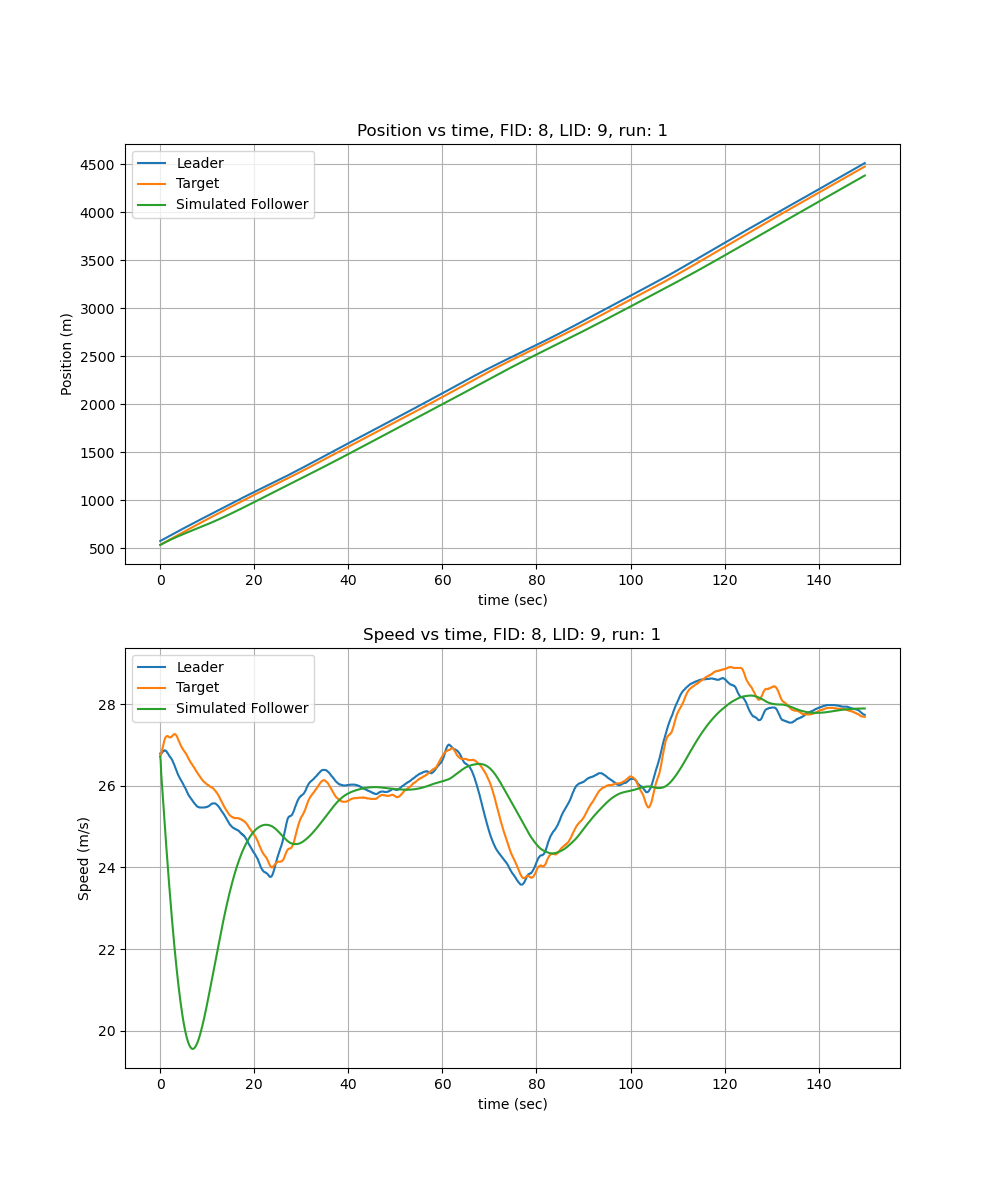 Position vs time, FID: 8, LID: 9, run: 1
Leader
Target
Simulated Follower
4500
4000
3500
3000
2500
2000
1500
1000
500
Position (m)
0 20 40 60 80 100 120 140
time (sec)
Speed vs time, FID: 8, LID: 9, run: 1
Leader
Target
Simulated Follower
28
26
24
22
20
Speed (m/s)
0 20 40 60 80 100 120 140
time (sec)